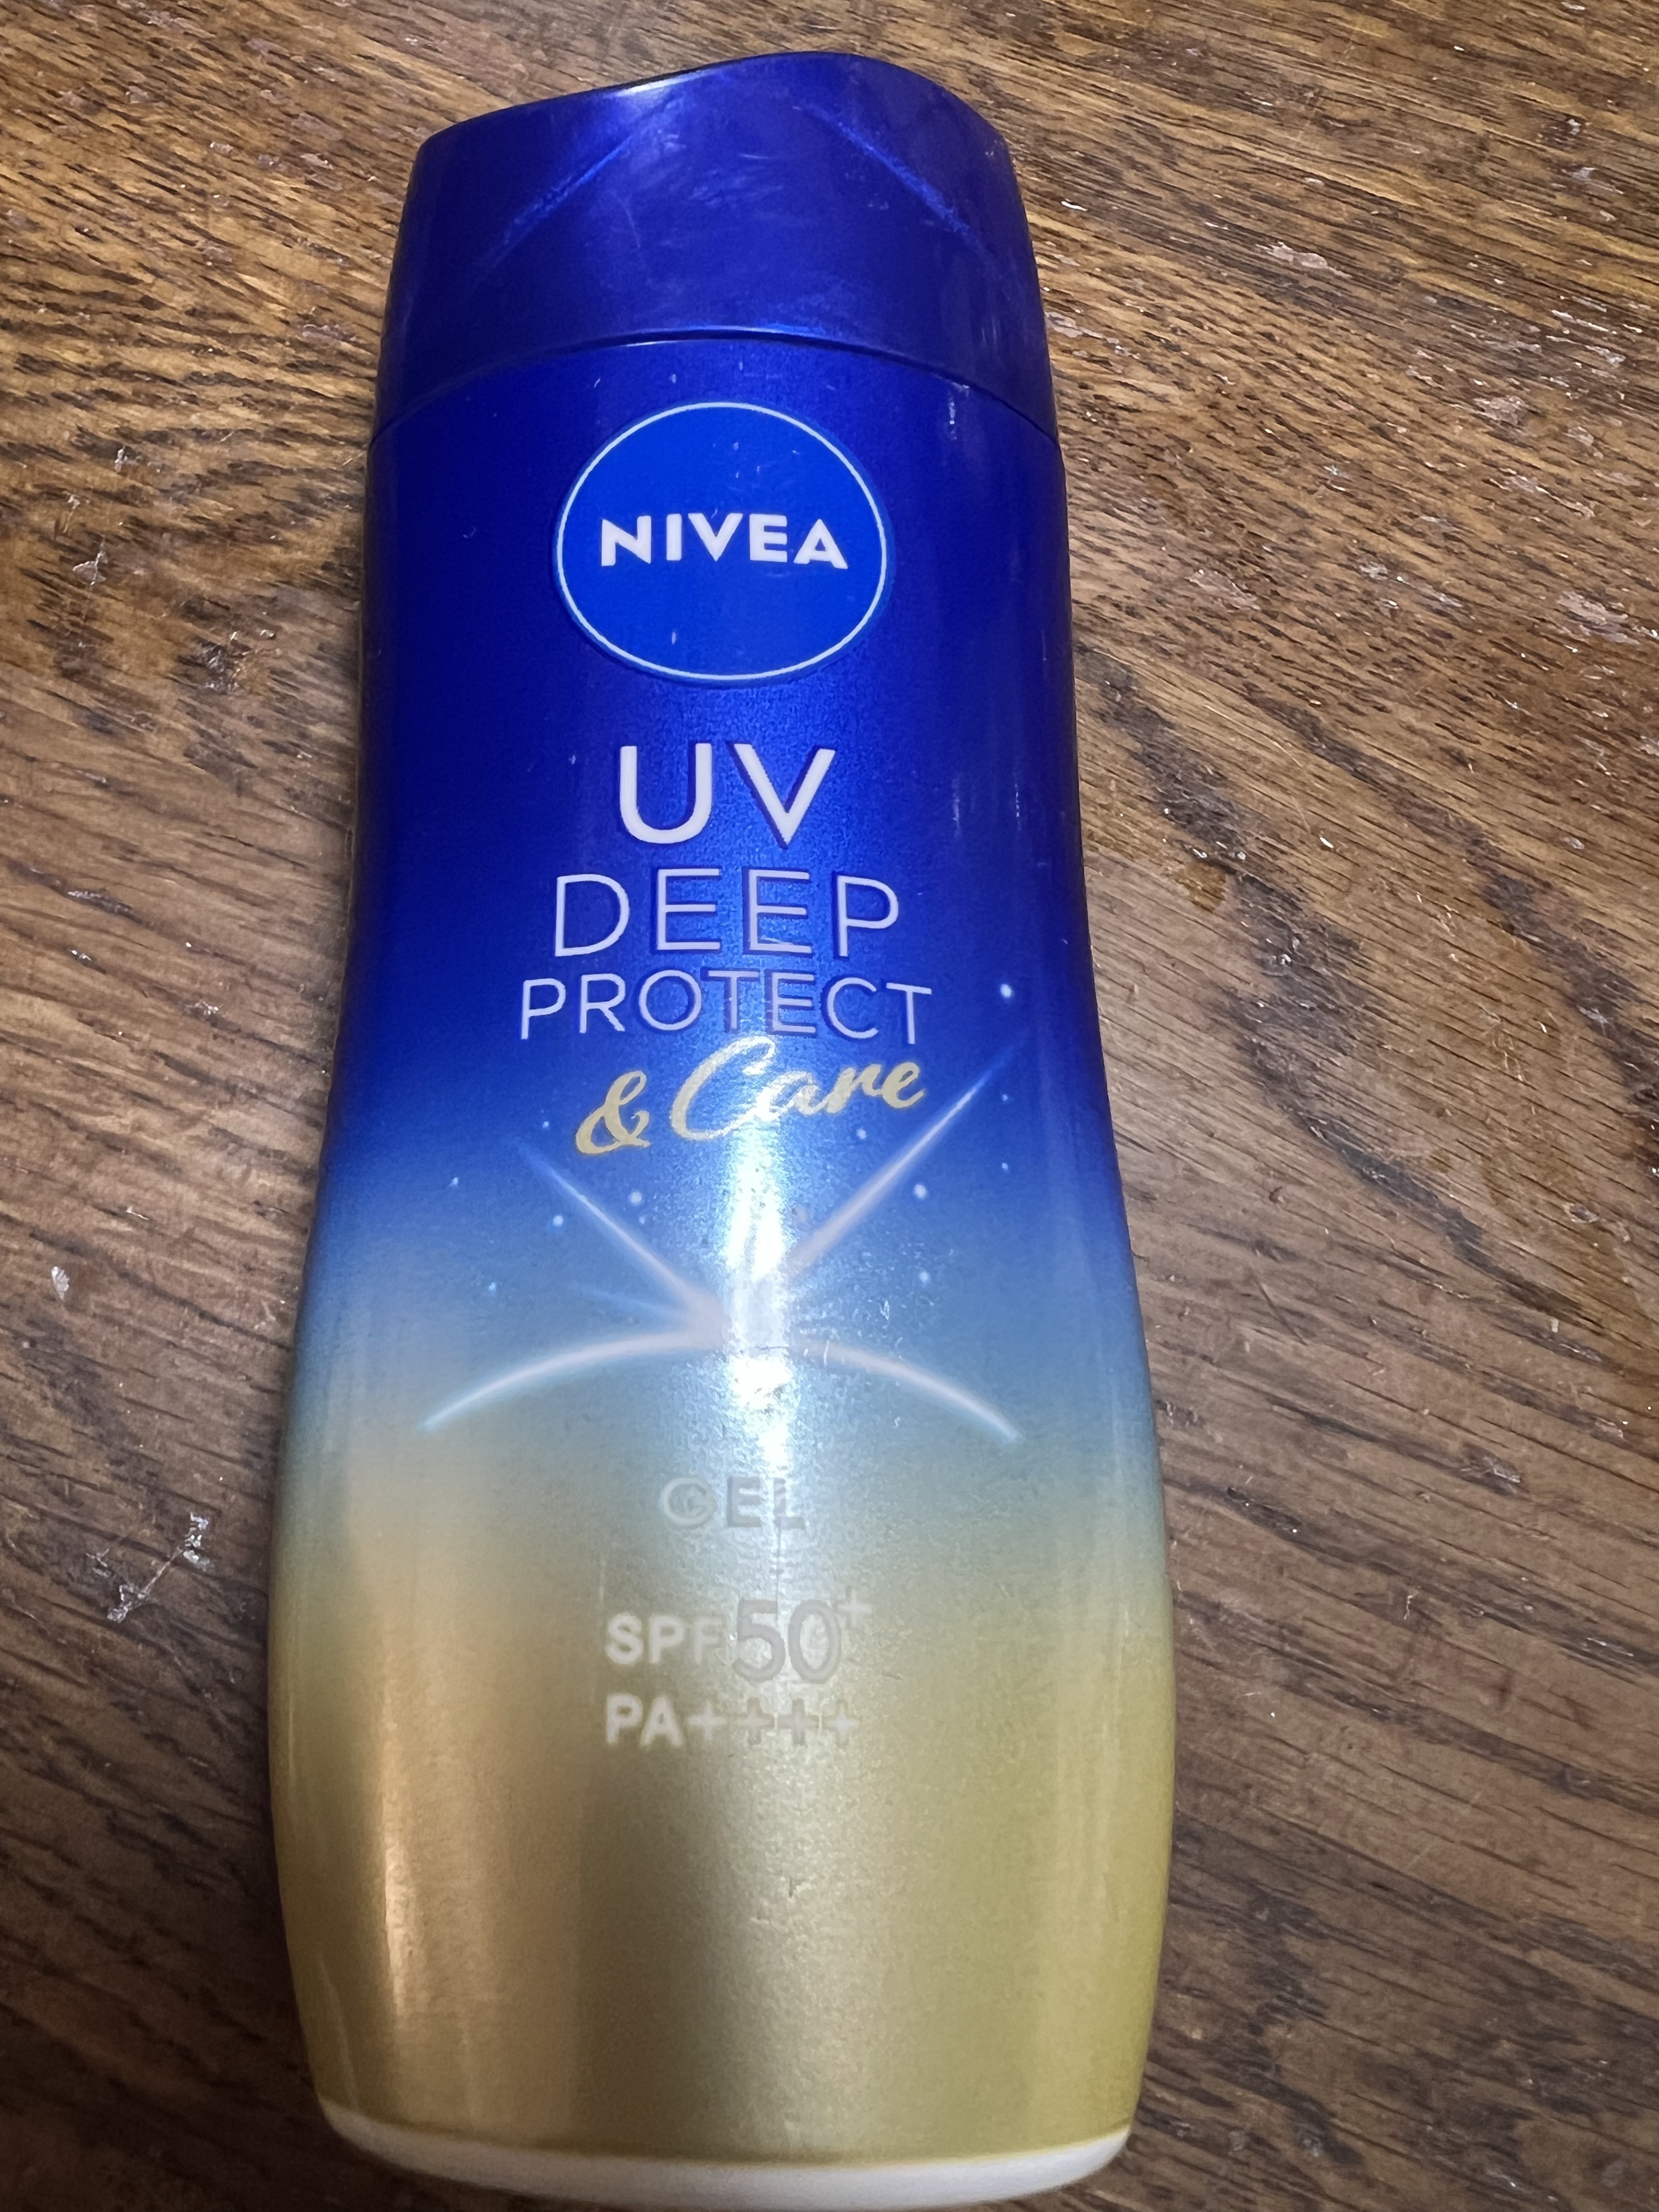 NIVEA
UV
DEEP
PROTECT
& Care
GEL
SPF50+
PA++++